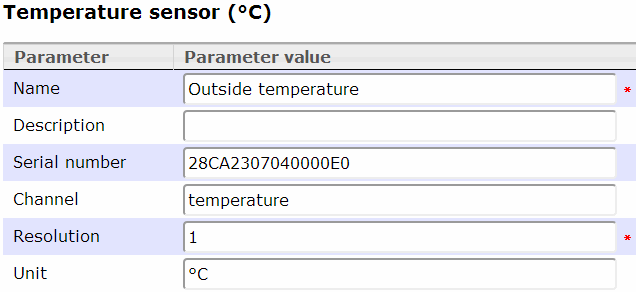 Temperature sensor (°C)
Parameter Parameter value
Name Outside temperature *
Description
Serial number 28CA2307040000E0
Channel temperature
Resolution 1 *
Unit °C